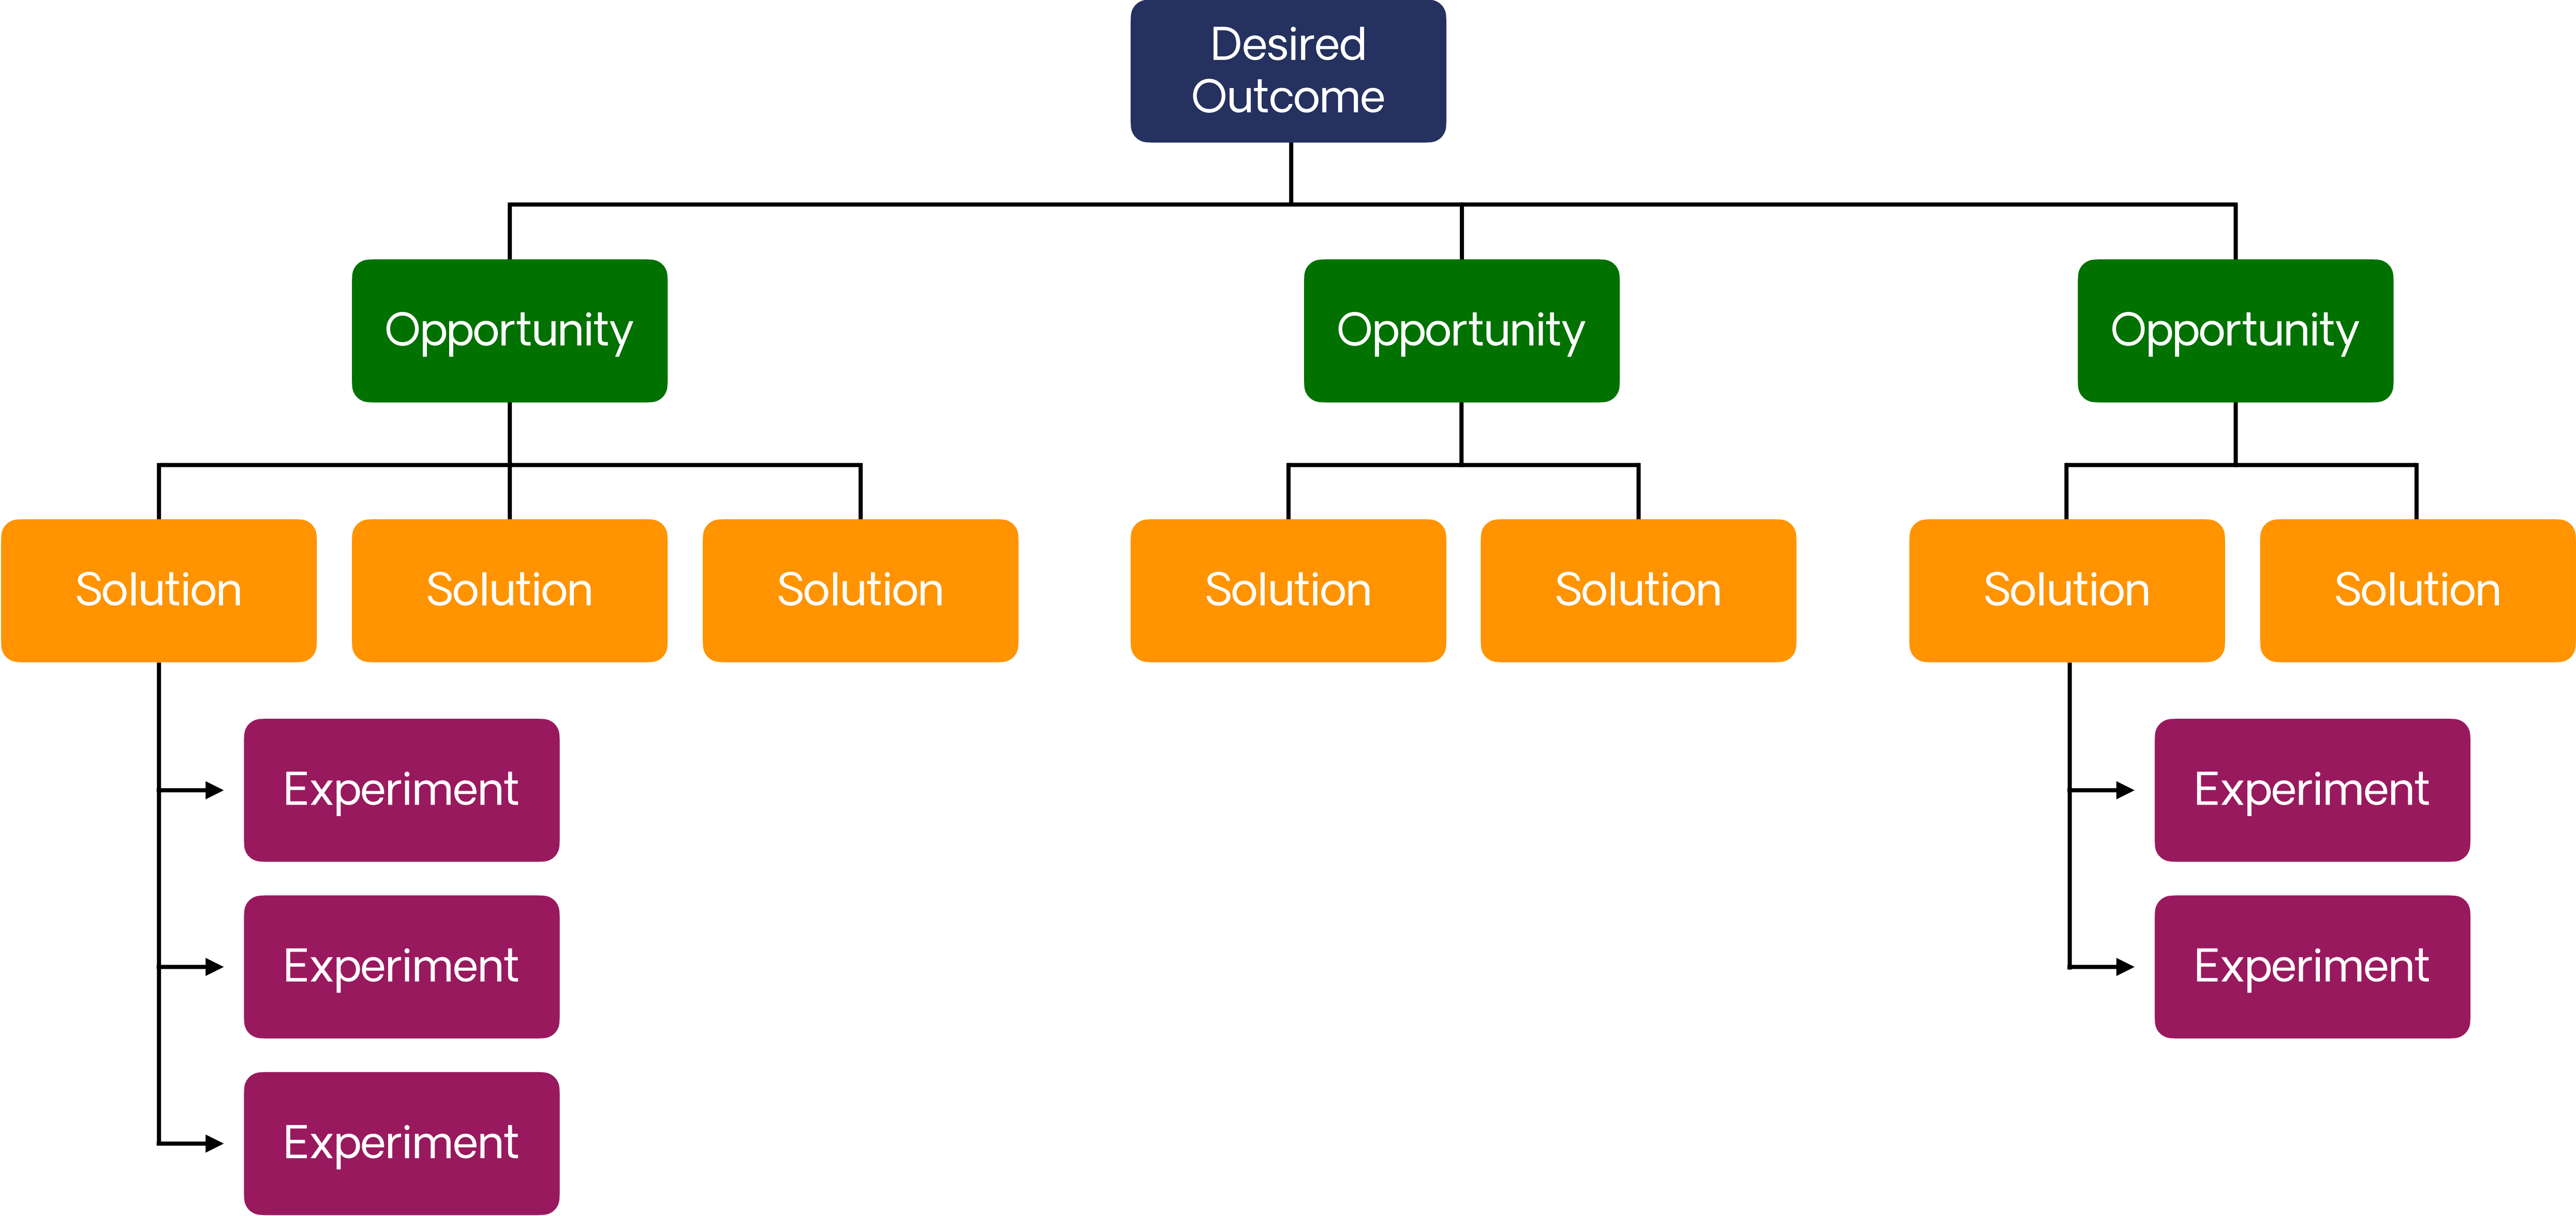 Desired
Outcome
Opportunity
Opportunity
Opportunity
Solution
Solution
Solution
Solution
Solution
Solution
Solution
Experiment
Experiment
Experiment
Experiment
Experiment